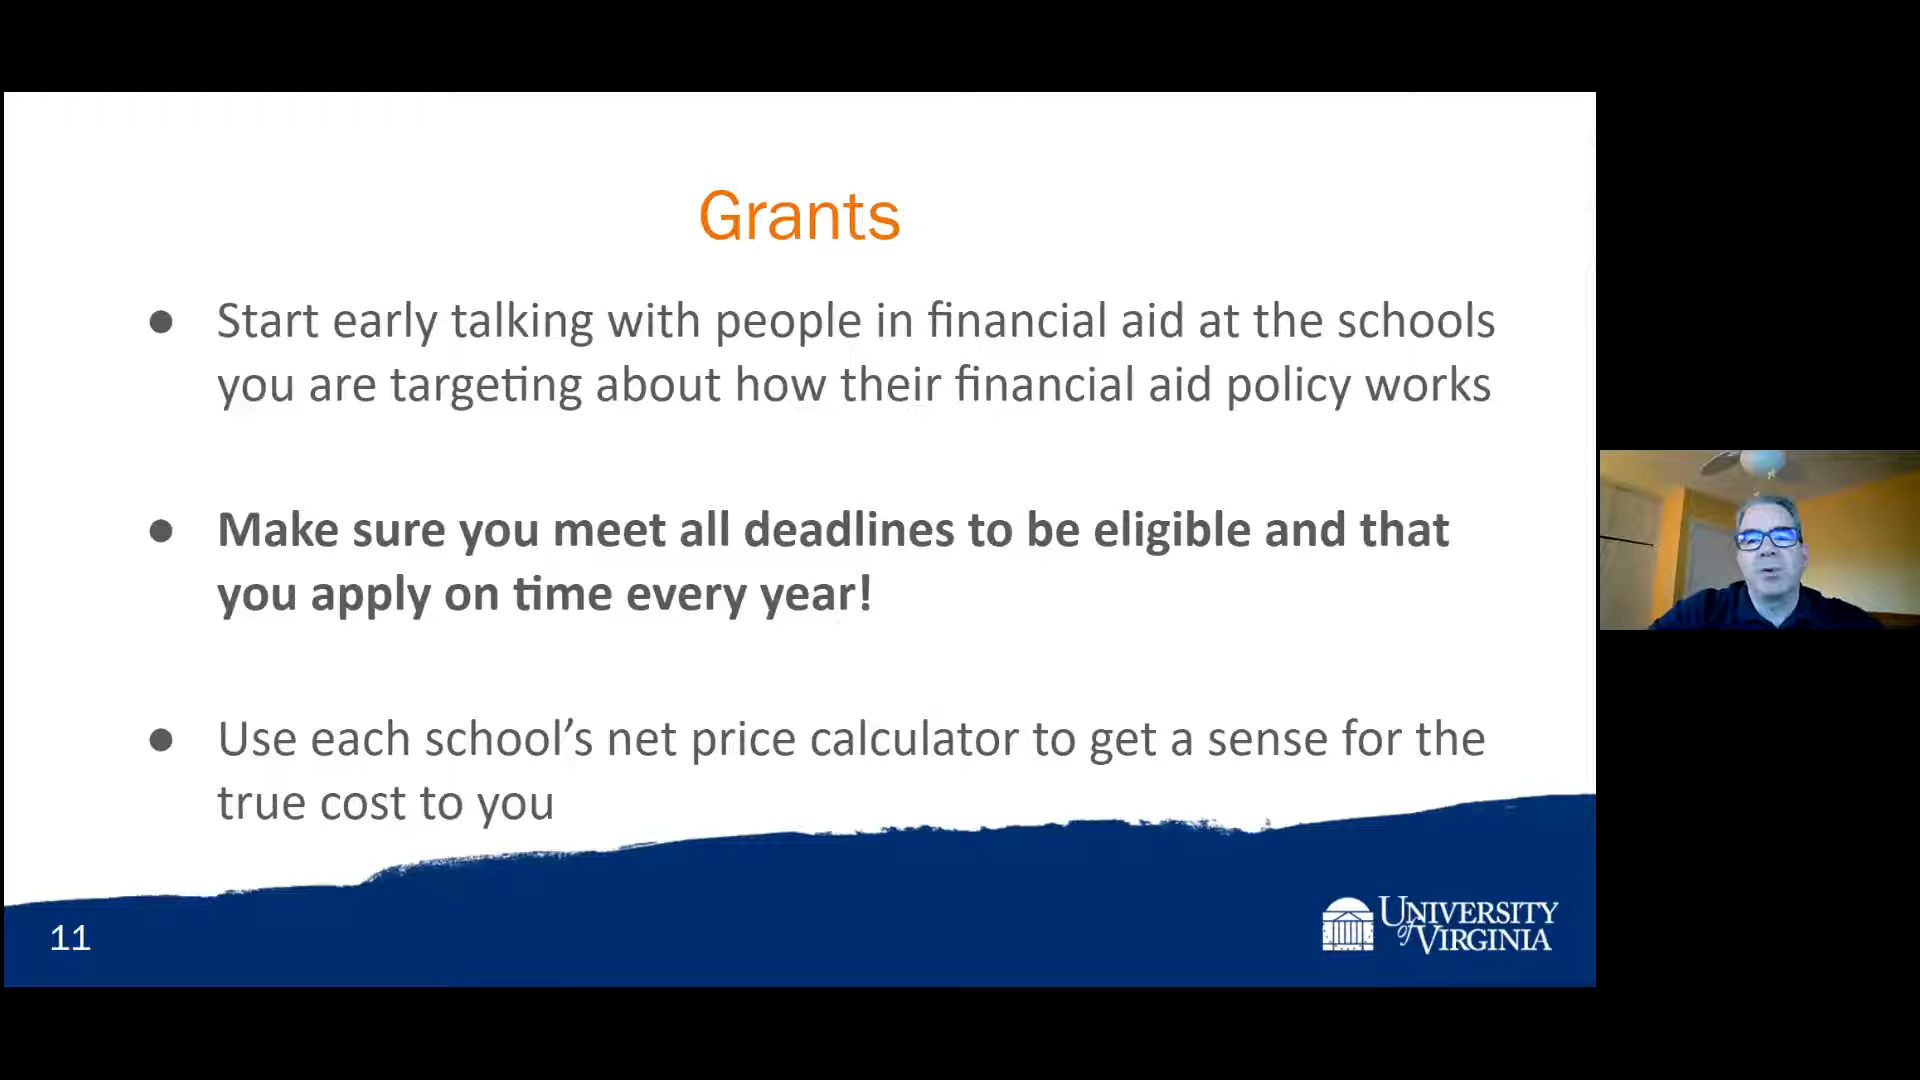 Grants
● Start early talking with people in financial aid at the schools
you are targeting about how their financial aid policy works
● Make sure you meet all deadlines to be eligible and that
you apply on time every year!
● Use each school’s net price calculator to get a sense for the
true cost to you
11
UNIVERSITY
of VIRGINIA